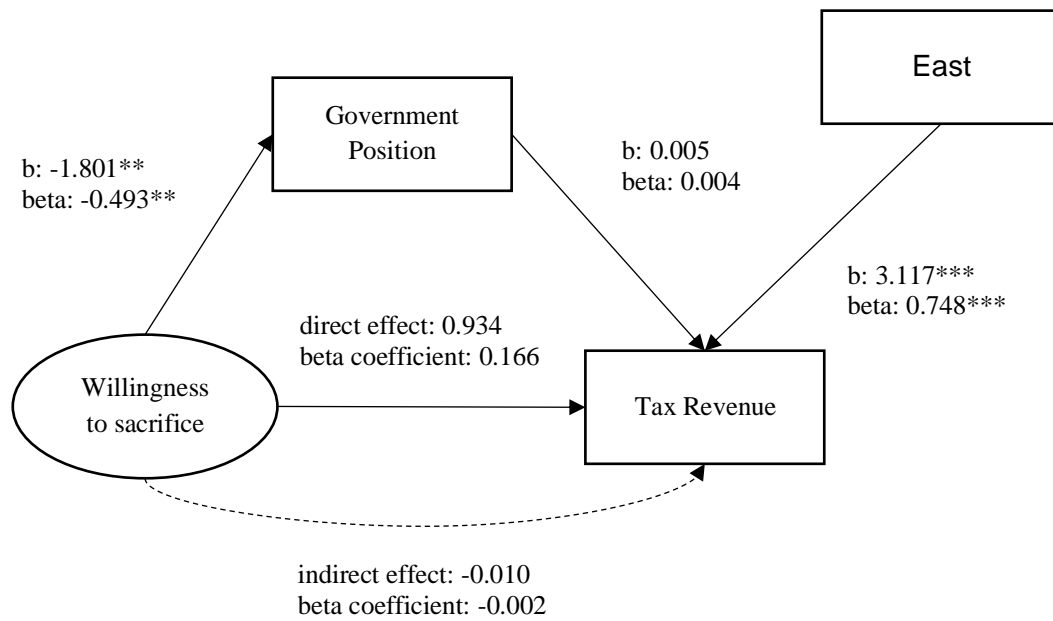 East
Government
Position
b: -1.801**
beta: -0.493**
b: 0.005
beta: 0.004
b: 3.117***
beta: 0.748***
direct effect: 0.934
beta coefficient: 0.166
Willingness
to sacrifice
Tax Revenue
indirect effect: -0.010
beta coefficient: -0.002